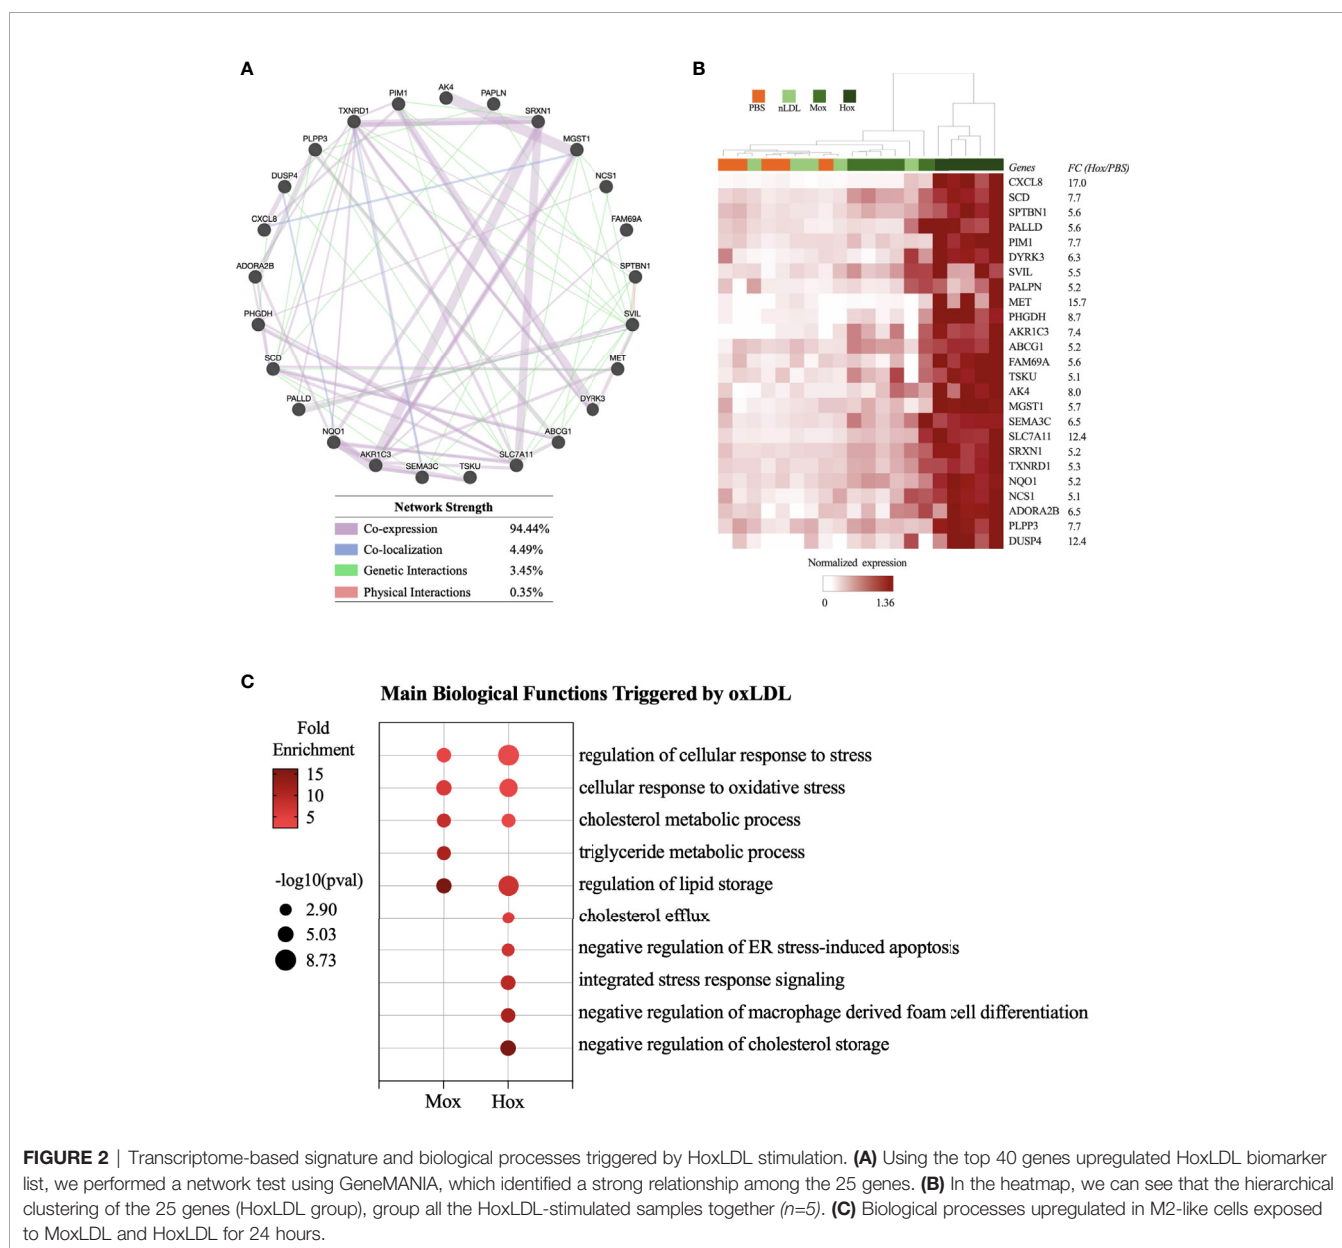 A
AK4
PAPLN
PIM1
SRXN1
TXNRD1
MGST1
PLPP3
NCS1
DUSP4
FAM69A
CXCL8
SPTBN1
ADORA2B
SVIL
PHGDH
MET
SCD
DYRK3
PALLD
ABCG1
NQO1
SLC7A11
AKR1C3
TSKU
SEMA3C
Network Strength
Co-expression 94.44%
Co-localization 4.49%
Genetic Interactions 3.45%
Physical Interactions 0.35%
B
PBS nLDL Mox Hox
Genes FC (Hox/PBS)
CXCL8 17.0
SCD 7.7
SPTBN1 5.6
PALLD 5.6
PIM1 7.7
DYRK3 6.3
SVIL 5.5
PALPN 5.2
MET 15.7
PHGDH 8.7
AKR1C3 7.4
ABCG1 5.2
FAM69A 5.6
TSKU 5.1
AK4 8.0
MGST1 5.7
SEMA3C 6.5
SLC7A11 12.4
SRXN1 5.2
TXNRD1 5.3
NQO1 5.2
NCS1 5.1
ADORA2B 6.5
PLPP3 7.7
DUSP4 12.4
Normalized expression
0 1.36
C
Main Biological Functions Triggered by oxLDL
Fold
Enrichment
15
10
5
-log10(pval)
2.90
5.03
8.73
regulation of cellular response to stress
cellular response to oxidative stress
cholesterol metabolic process
triglyceride metabolic process
regulation of lipid storage
cholesterol efflux
negative regulation of ER stress-induced apoptosis
integrated stress response signaling
negative regulation of macrophage derived foam cell differentiation
negative regulation of cholesterol storage
Mox Hox
FIGURE 2 | Transcriptome-based signature and biological processes triggered by HoxLDL stimulation. (A) Using the top 40 genes upregulated HoxLDL biomarker
list, we performed a network test using GeneMANIA, which identified a strong relationship among the 25 genes. (B) In the heatmap, we can see that the hierarchical
clustering of the 25 genes (HoxLDL group), group all the HoxLDL-stimulated samples together (n=5). (C) Biological processes upregulated in M2-like cells exposed
to MoxLDL and HoxLDL for 24 hours.